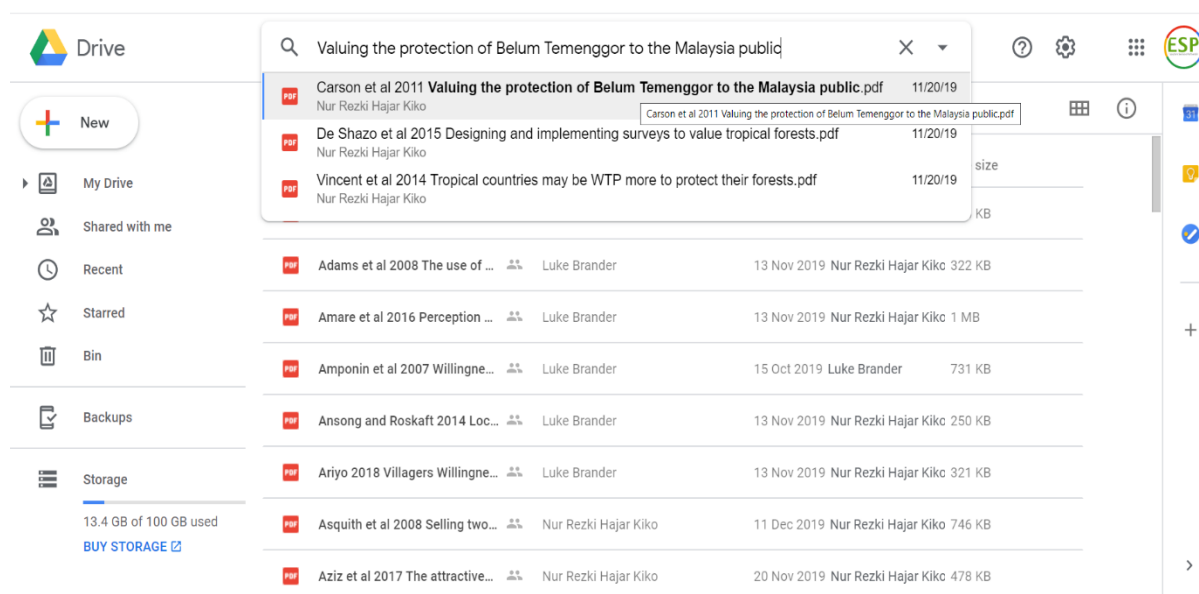 Drive
Valuing the protection of Belum Temenggor to the Malaysia public
ESP
Carson et al 2011 Valuing the protection of Belum Temenggor to the Malaysia public.pdf 11/20/19
Nur Rezki Hajar Kiko
Carson et al 2011 Valuing the protection of Belum Temenggor to the Malaysia public.pdf
De Shazo et al 2015 Designing and implementing surveys to value tropical forests.pdf 11/20/19
Nur Rezki Hajar Kiko
Vincent et al 2014 Tropical countries may be WTP more to protect their forests.pdf 11/20/19
Nur Rezki Hajar Kiko
New
My Drive
Shared with me
Recent
Starred
Bin
Backups
Storage
13.4 GB of 100 GB used
BUY STORAGE
size
KB
PDF Adams et al 2008 The use of ... Luke Brander 13 Nov 2019 Nur Rezki Hajar Kiko 322 KB
PDF Amare et al 2016 Perception ... Luke Brander 13 Nov 2019 Nur Rezki Hajar Kiko 1 MB
PDF Amponin et al 2007 Willingne... Luke Brander 15 Oct 2019 Luke Brander 731 KB
PDF Ansong and Roskaft 2014 Loc... Luke Brander 13 Nov 2019 Nur Rezki Hajar Kiko 250 KB
PDF Ariyo 2018 Villagers Willingne... Luke Brander 13 Nov 2019 Nur Rezki Hajar Kiko 321 KB
PDF Asquith et al 2008 Selling two... Nur Rezki Hajar Kiko 11 Dec 2019 Nur Rezki Hajar Kiko 746 KB
PDF Aziz et al 2017 The attractive... Nur Rezki Hajar Kiko 20 Nov 2019 Nur Rezki Hajar Kiko 478 KB
31